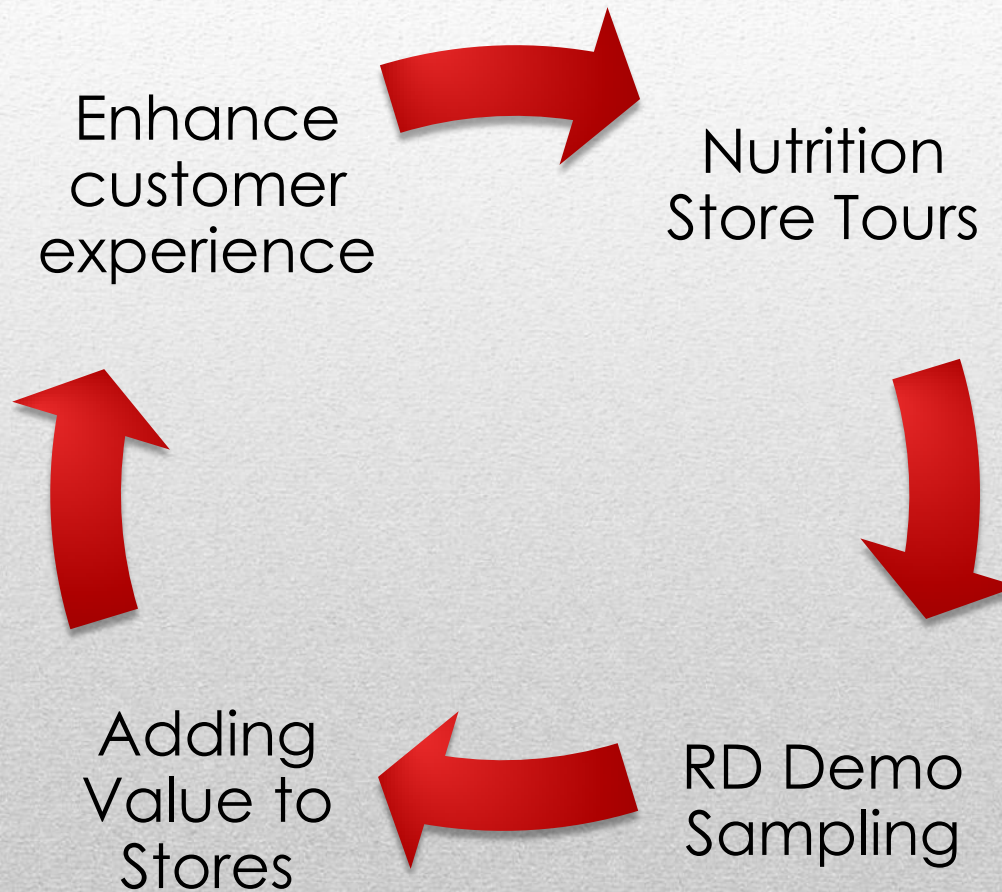 Enhance
customer
experience
Nutrition
Store Tours
RD Demo
Sampling
Adding
Value to
Stores